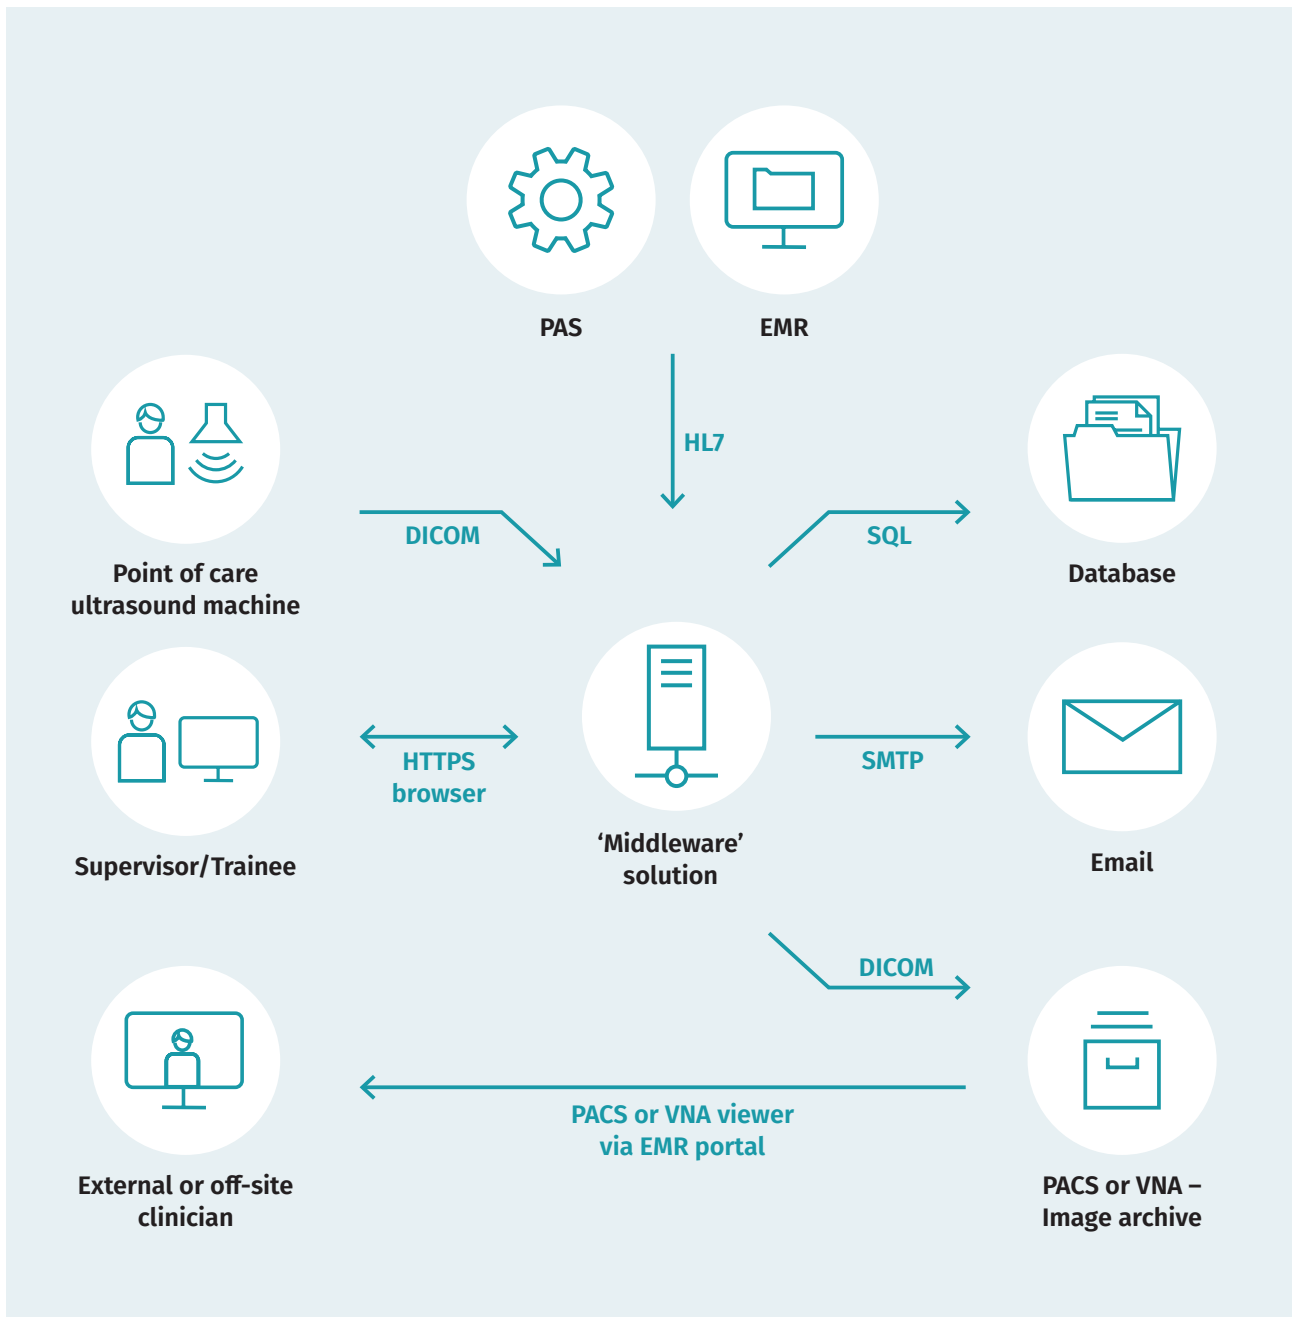 PAS
EMR
HL7
DICOM
SQL
Point of care
ultrasound machine
Database
HTTPS
browser
SMTP
Supervisor/Trainee
‘Middleware’
solution
Email
DICOM
PACS or VNA viewer
via EMR portal
External or off-site
clinician
PACS or VNA –
Image archive